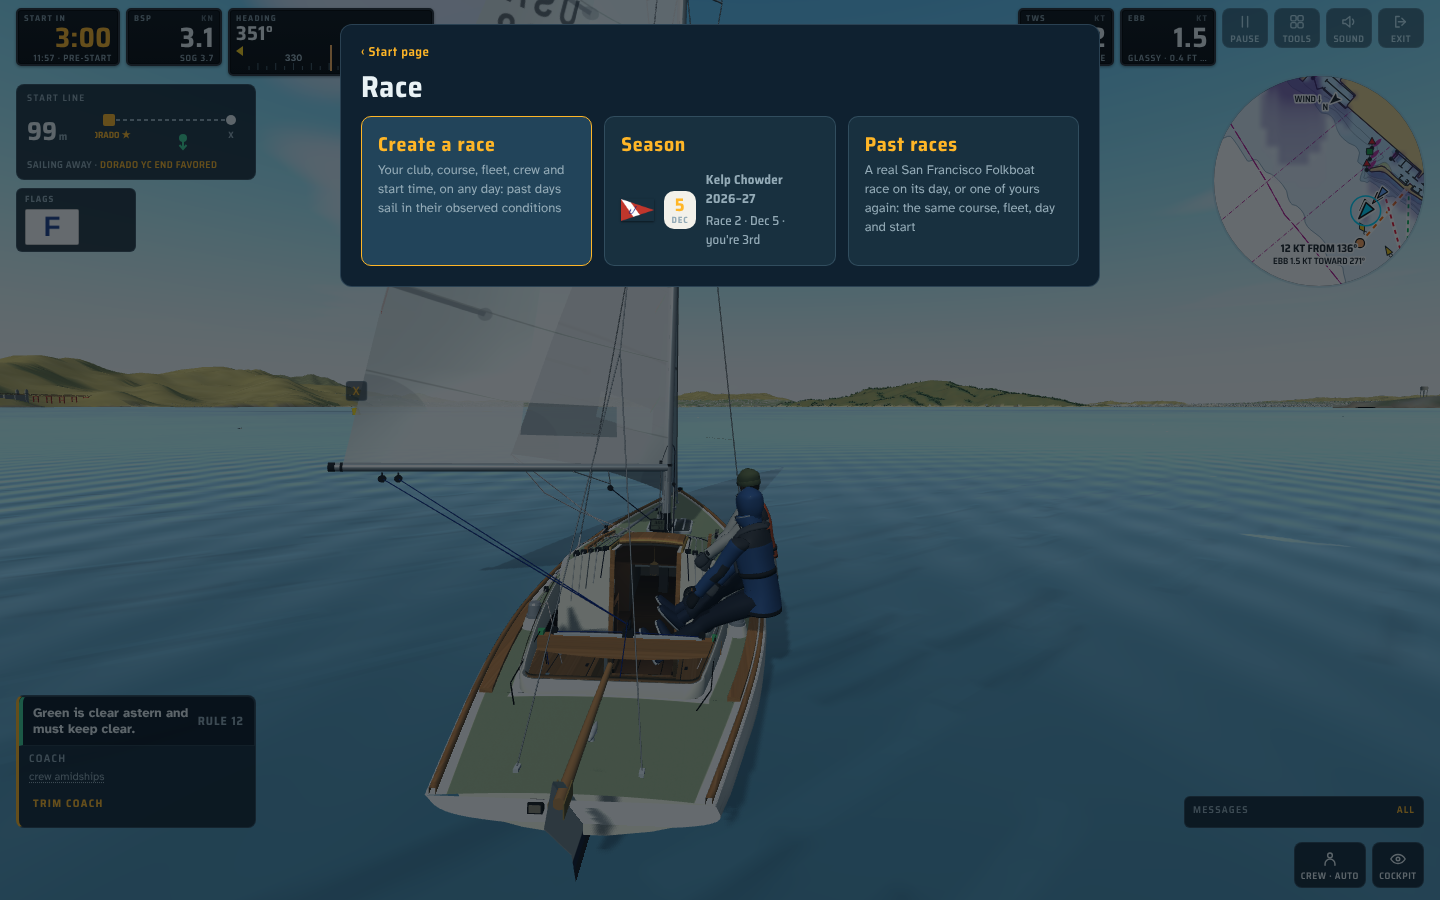 START IN
3:00
11:57 · PRE-START
BSP KN
3.1
SOG 3.7
HEADING
351°
330
‹ Start page
Race
Create a race
Your club, course, fleet, crew and
start time, on any day: past days
sail in their observed conditions
Season
5
DEC
Kelp Chowder
2026–27
Race 2 · Dec 5 ·
you're 3rd
Past races
A real San Francisco Folkboat
race on its day, or one of yours
again: the same course, fleet, day
and start
TWS KT
EBB KT
1.5
GLASSY · 0.4 FT ...
PAUSE
TOOLS
SOUND
EXIT
START LINE
99 m
X
SAILING AWAY · DORADO YC END FAVORED
FLAGS
F
N
12 KT FROM 136°
EBB 1.5 KT TOWARD 271°
X
Green is clear astern and
must keep clear.
RULE 12
COACH
crew amidships
TRIM COACH
MESSAGES ALL
CREW · AUTO
COCKPIT